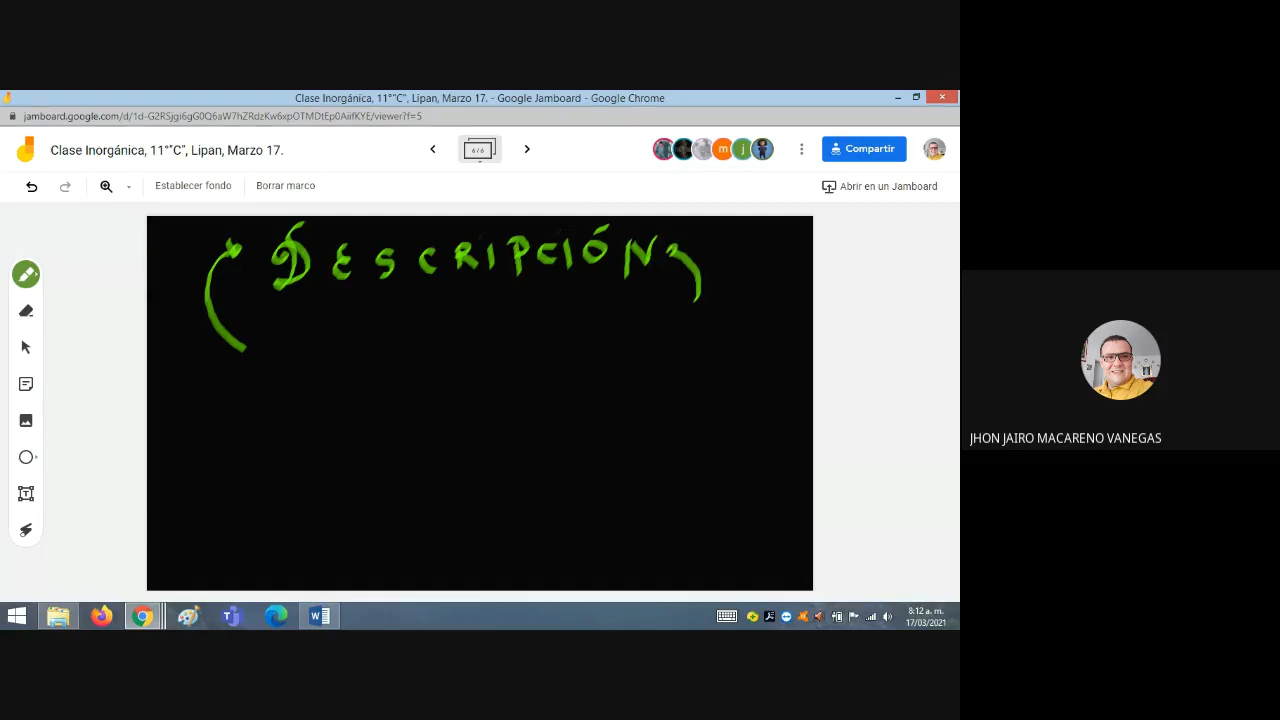 Clase Inorgánica, 11°"C", Lipan, Marzo 17. - Google Jamboard - Google Chrome
jamboard.google.com/d/1d-G2RSjgi6gG0Q6aW7hZRdzKw6xpOTMDtEp0AiifKYE/viewer?f=5
Clase Inorgánica, 11°"C", Lipan, Marzo 17.
6/6
m
j
Compartir
Establecer fondo
Borrar marco
Abrir en un Jamboard
DESCRIPCIÓN
JHON JAIRO MACARENO VANEGAS
8:12 a. m.
17/03/2021